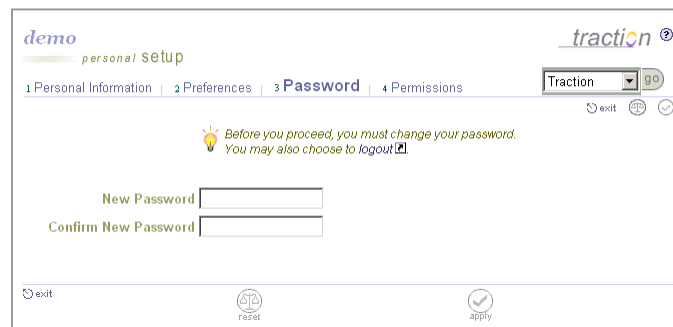 demo
personal setup
traction ?
1 Personal Information | 2 Preferences | 3 Password | 4 Permissions
Traction go
exit
Before you proceed, you must change your password.
You may also choose to logout.
New Password
Confirm New Password
exit
reset
apply